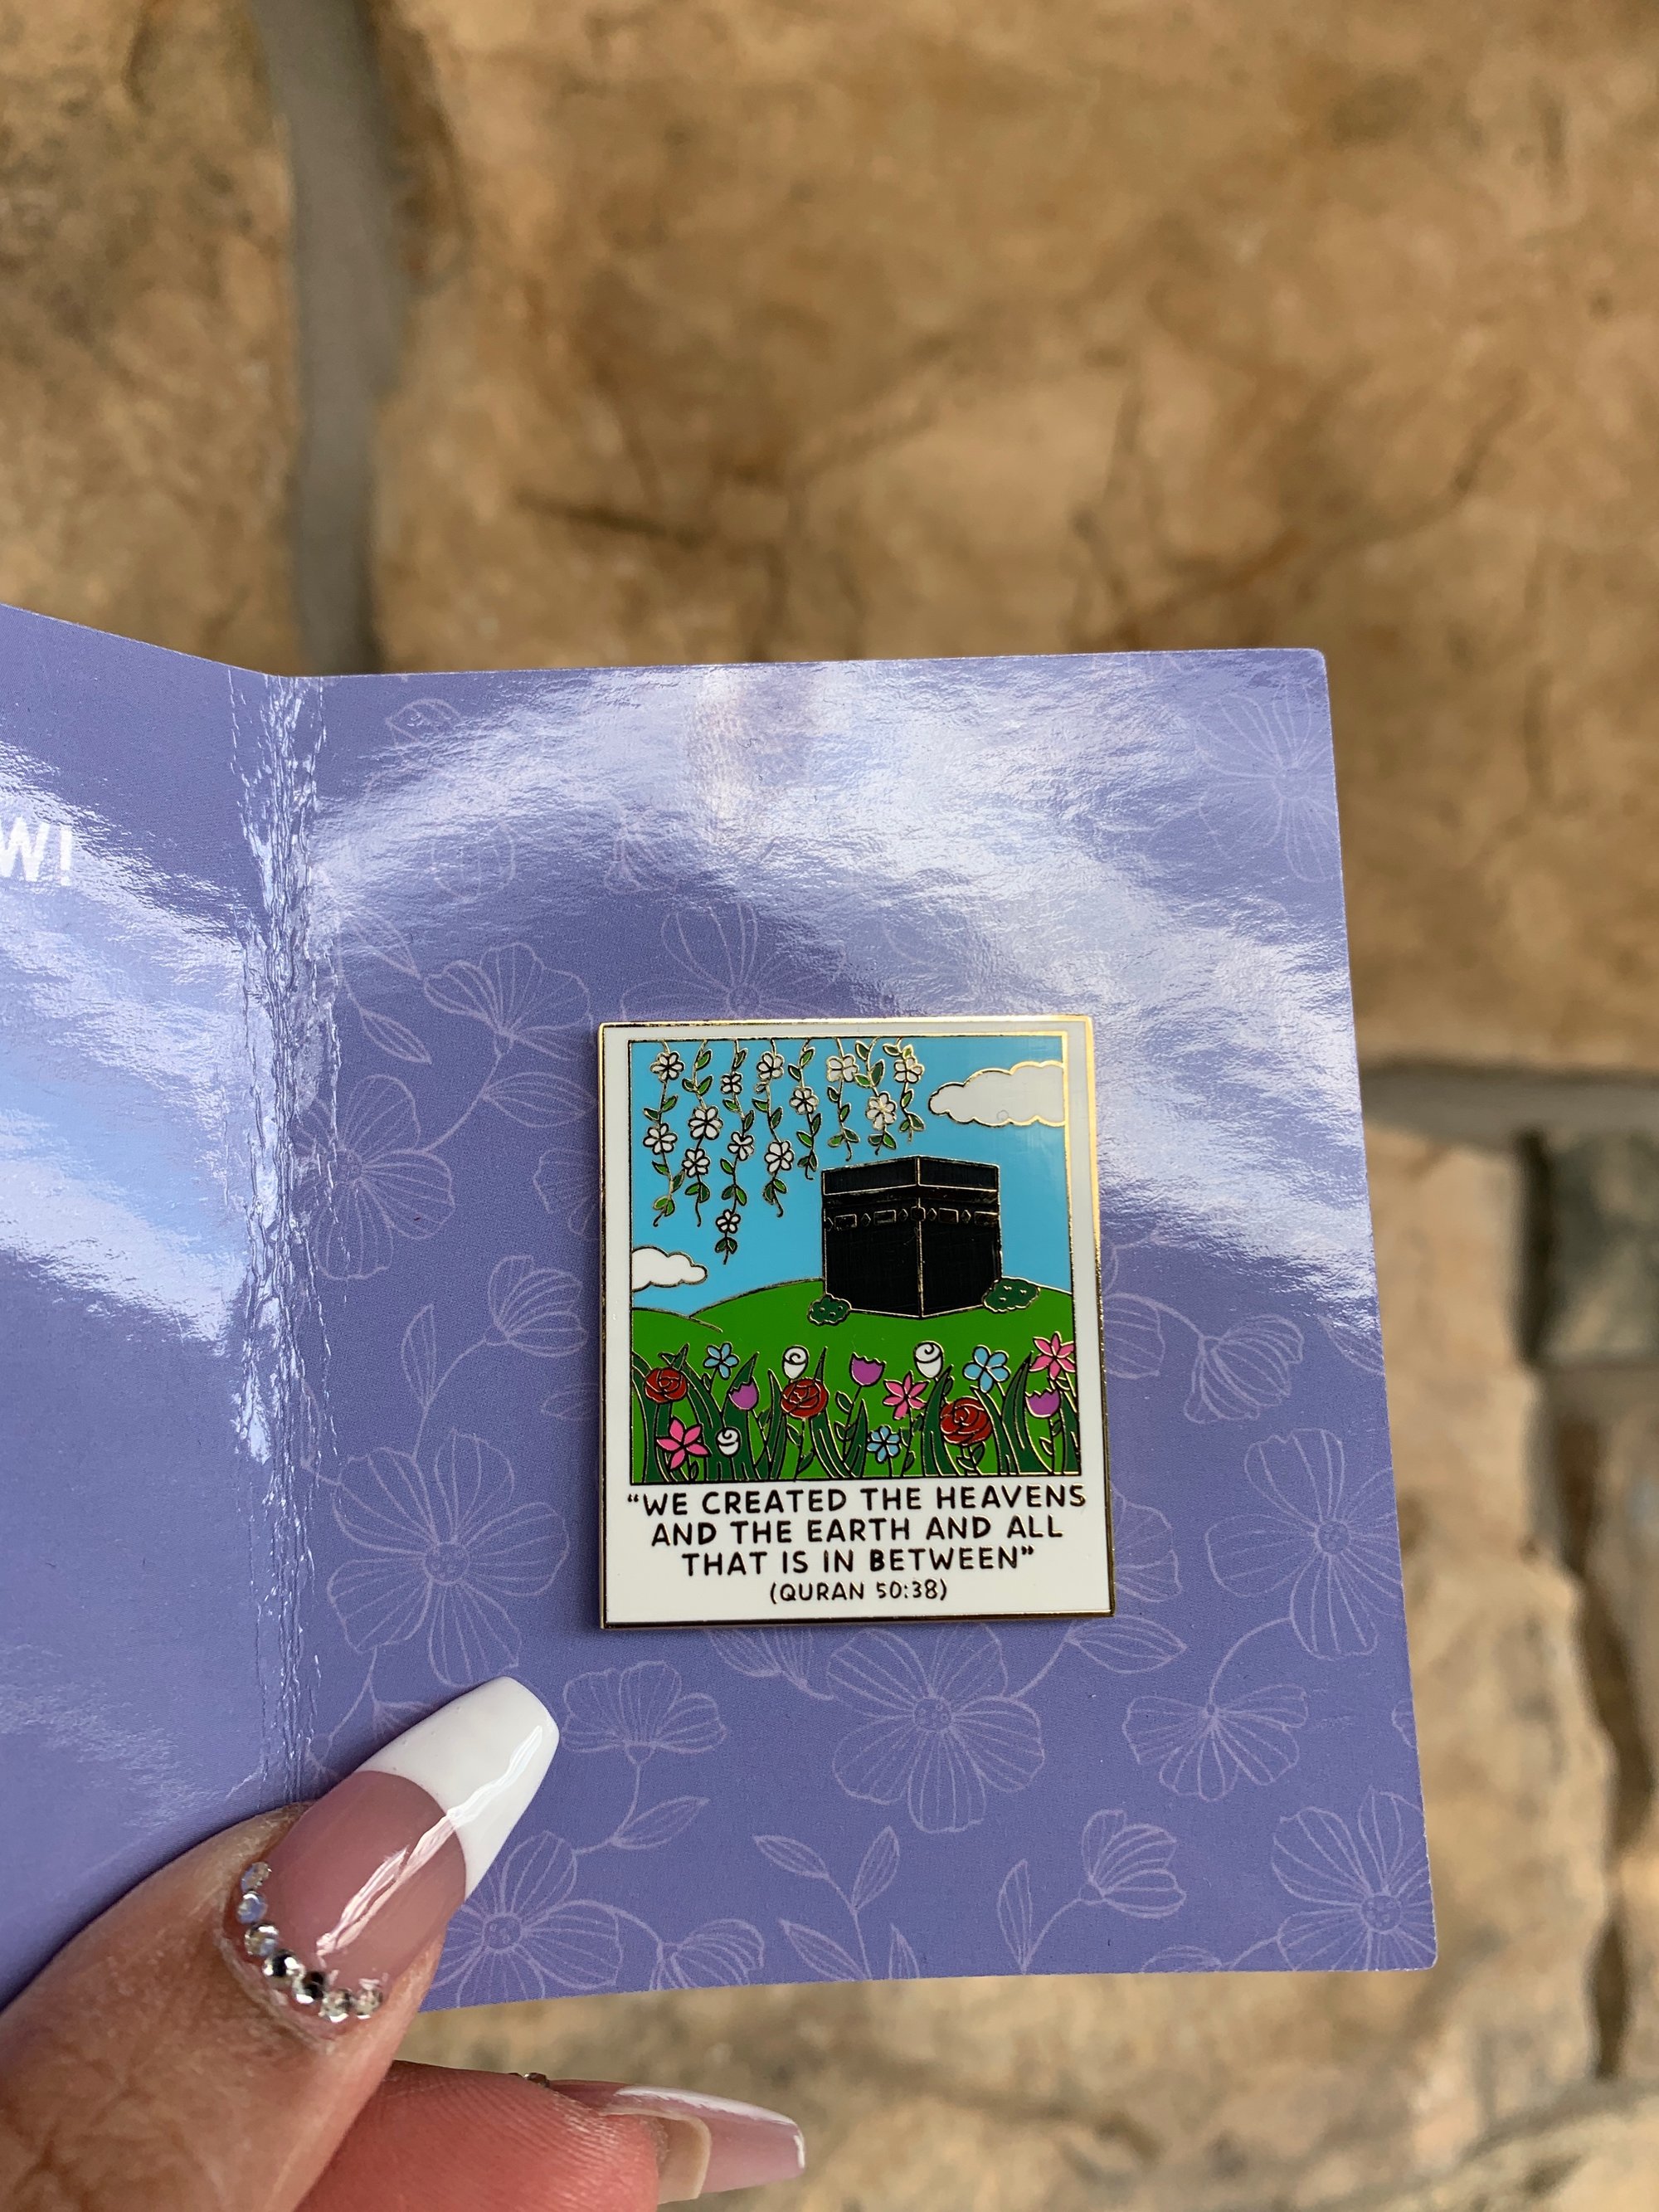 “WE CREATED THE HEAVENS
AND THE EARTH AND ALL
THAT IS IN BETWEEN”
(QURAN 50:38)